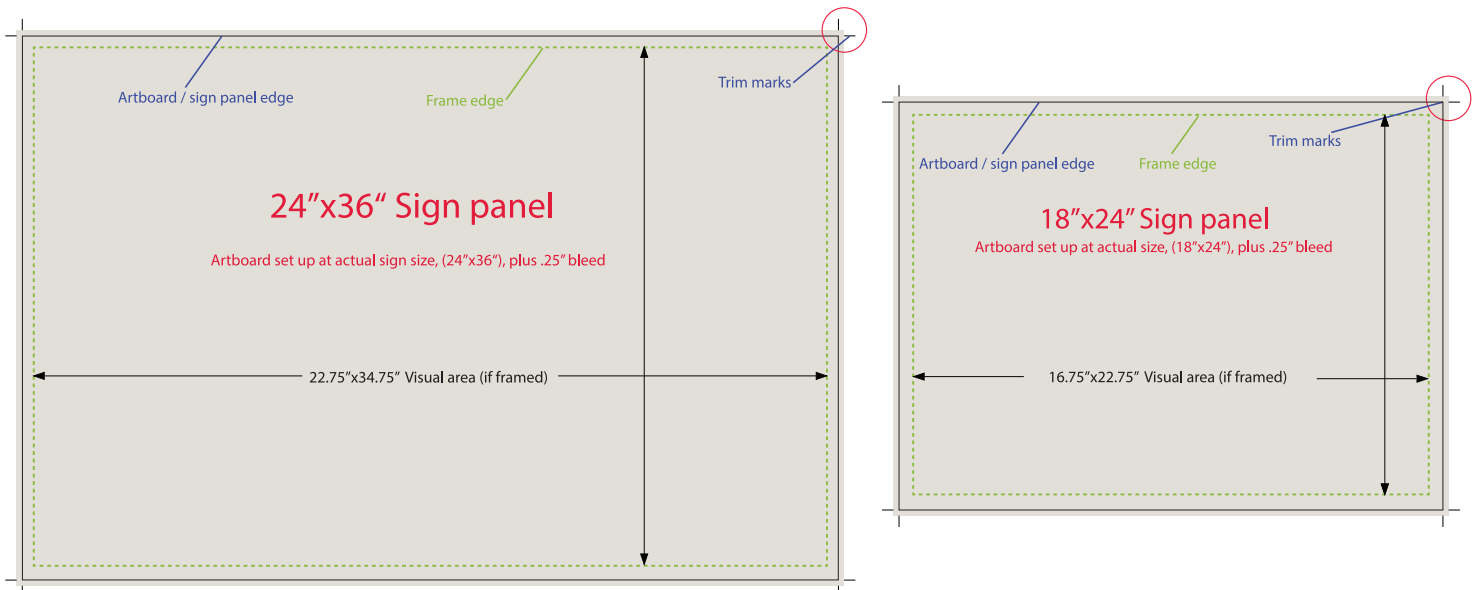 Artboard / sign panel edge
Frame edge
Trim marks
24”x36“ Sign panel
Artboard set up at actual sign size, (24”x36“), plus .25” bleed
22.75”x34.75” Visual area (if framed)
Artboard / sign panel edge
Frame edge
Trim marks
18”x24” Sign panel
Artboard set up at actual size, (18”x24”), plus .25” bleed
16.75”x22.75” Visual area (if framed)